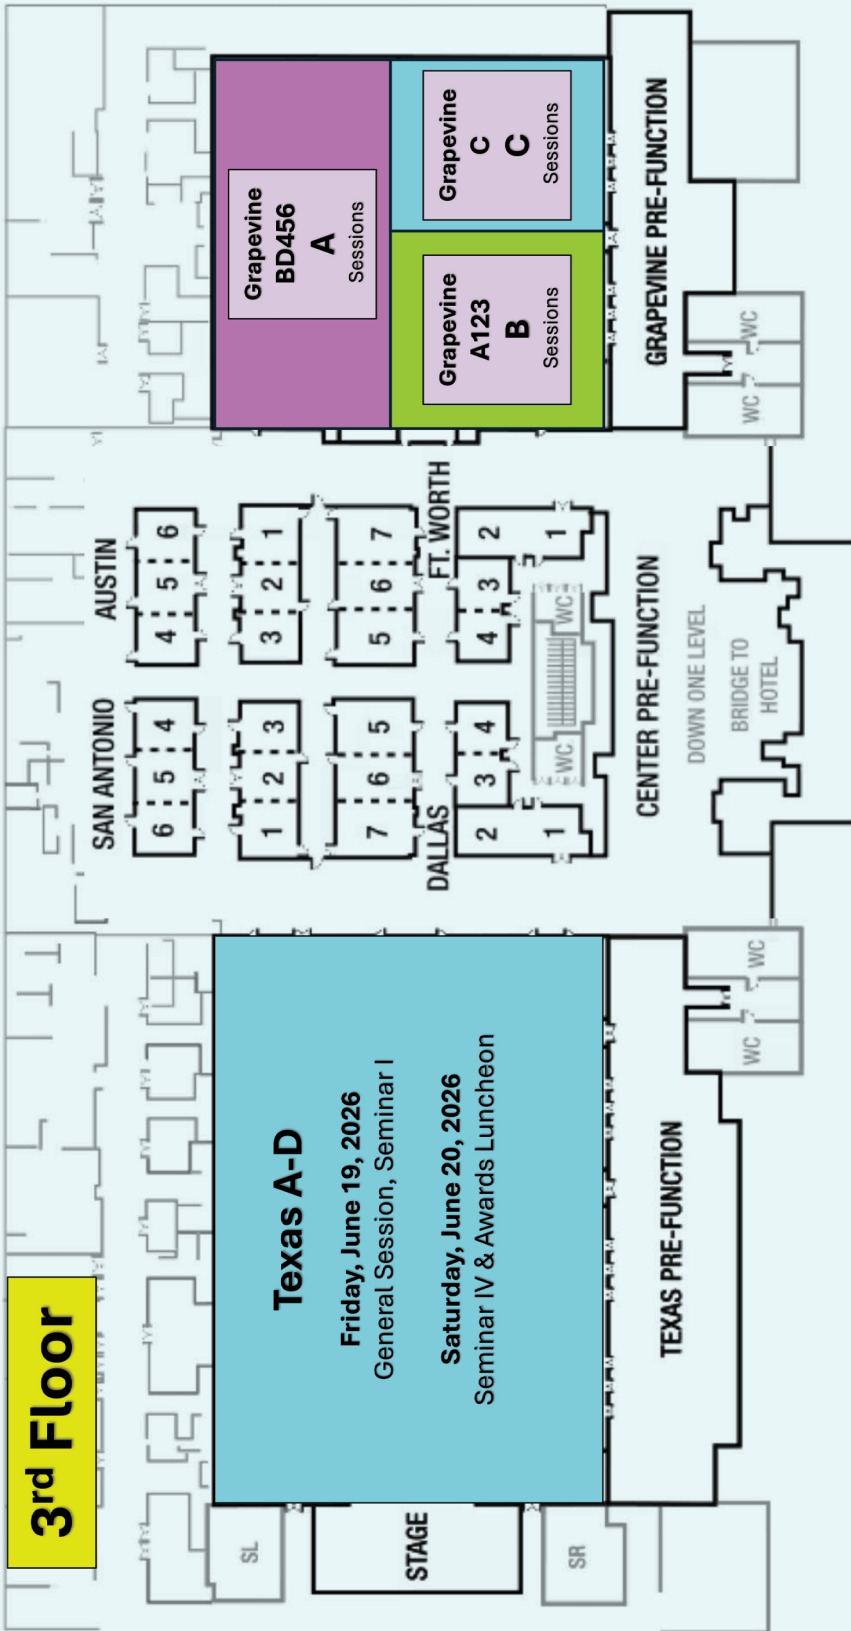 3rd Floor
Texas A-D
Friday, June 19, 2026
General Session, Seminar I
Saturday, June 20, 2026
Seminar IV & Awards Luncheon
STAGE
SL
SR
TEXAS PRE-FUNCTION
WC
WC
SAN ANTONIO
6
5
4
1
2
3
7
6
5
DALLAS
2
3
4
1
WC
AUSTIN
4
5
6
3
2
1
5
6
7
FT. WORTH
4
3
2
1
WC
CENTER PRE-FUNCTION
DOWN ONE LEVEL
BRIDGE TO
HOTEL
Grapevine
BD456
A
Sessions
Grapevine
A123
B
Sessions
Grapevine
C
C
Sessions
GRAPEVINE PRE-FUNCTION
WC
WC